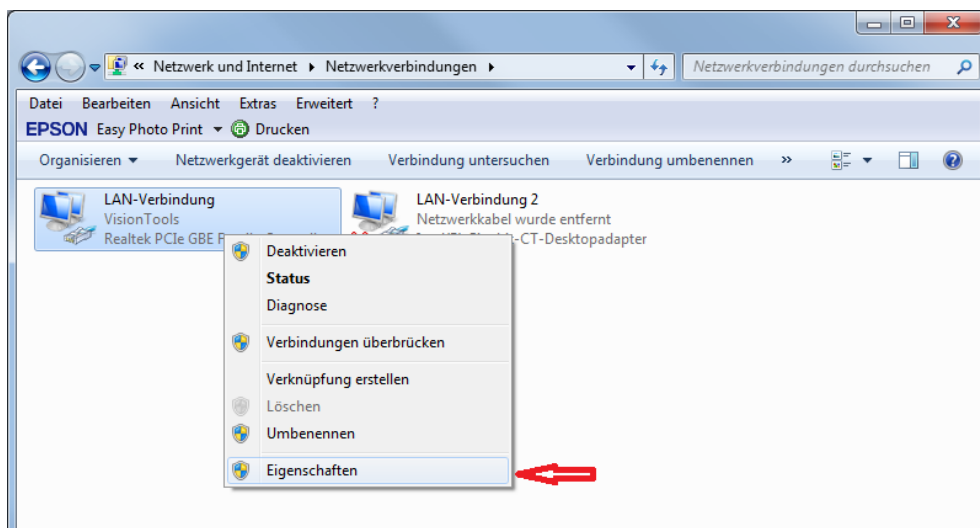 « Netzwerk und Internet Netzwerkverbindungen Netzwerkverbindungen durchsuchen
Datei Bearbeiten Ansicht Extras Erweitert ?
EPSON Easy Photo Print Drucken
Organisieren Netzwerkgerät deaktivieren Verbindung untersuchen Verbindung umbenennen »
LAN-Verbindung
VisionTools
Realtek PCIe GBE
LAN-Verbindung 2
Netzwerkkabel wurde entfernt
-CT-Desktopadapter
Deaktivieren
Status
Diagnose
Verbindungen überbrücken
Verknüpfung erstellen
Löschen
Umbenennen
Eigenschaften